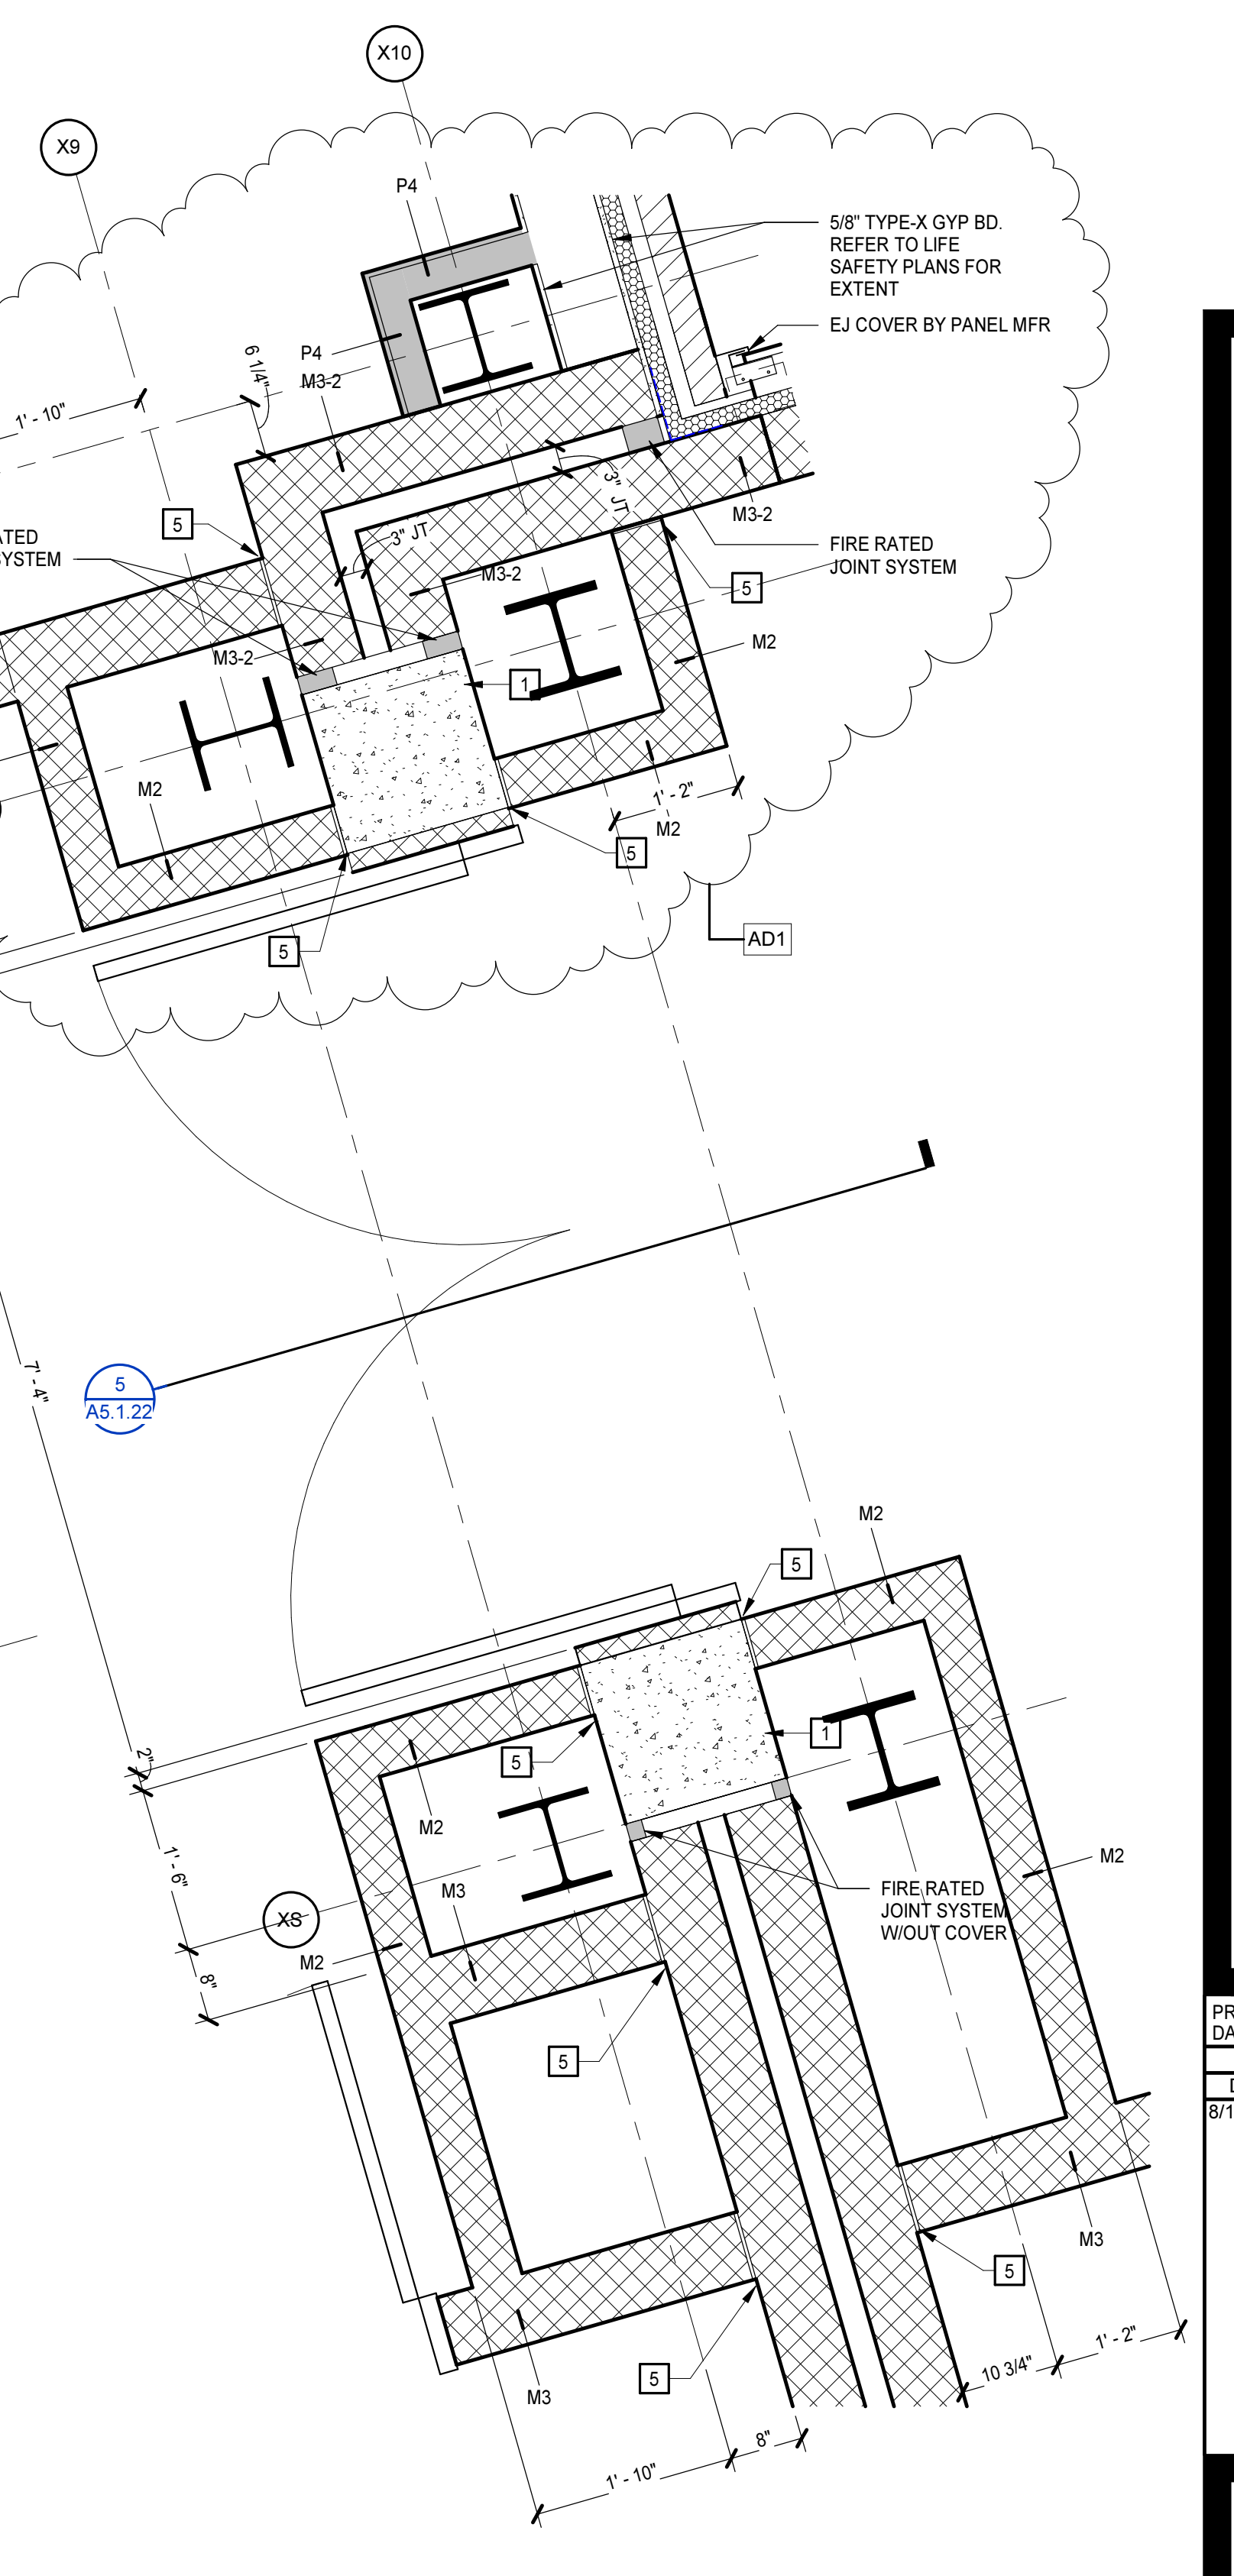 X10
X9
P4
5/8" TYPE-X GYP BD.
REFER TO LIFE
SAFETY PLANS FOR
EXTENT
EJ COVER BY PANEL MFR
P4
M3-2
6 1/4"
1' - 10"
3" JT
M3-2
5
3" JT
FIRE RATED
JOINT SYSTEM
M3-2
5
M2
M3-2
1
M2
1' - 2"
M2
5
5
AD1
7' - 4"
5
A5.1.22
M2
5
1
5
2"
M2
1' - 6"
M3
M2
FIRE RATED
JOINT SYSTEM
W/OUT COVER
XS
M2
8"
5
M3
5
5
M3
1' - 2"
10 3/4"
8"
1' - 10"
8/1